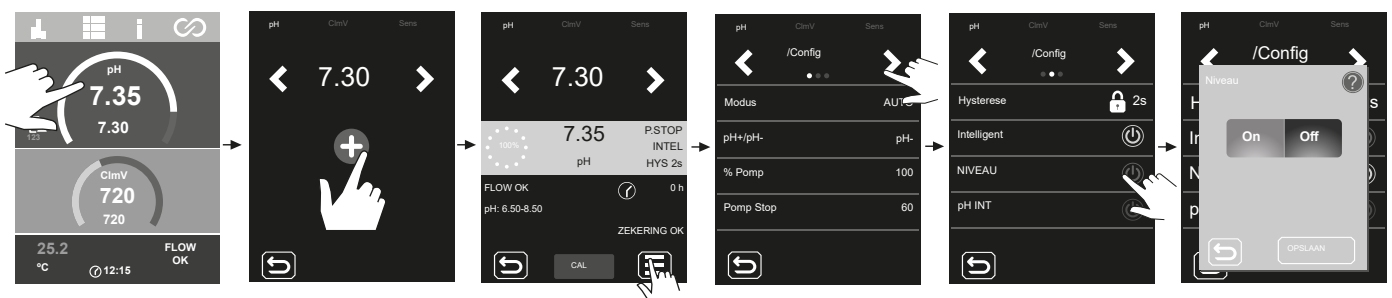 pH
7.35
7.30
123
ClmV
720
720
25.2
ºC
12:15
FLOW
OK
pH ClmV Sens
7.30
pH ClmV Sens
7.30
100%
7.35
pH
P.STOP
INTEL
HYS 2s
FLOW OK
0 h
pH: 6.50-8.50
ZEKERING OK
CAL
pH ClmV Sens
/Config
Modus AUTO
pH+/pH- pH-
% Pomp 100
Pomp Stop 60
pH ClmV Sens
/Config
Hysterese 2s
Intelligent
NIVEAU
pH INT
pH ClmV Sens
/Config
Niveau ?
H s
In
On Off
N
p
OPSLAAN